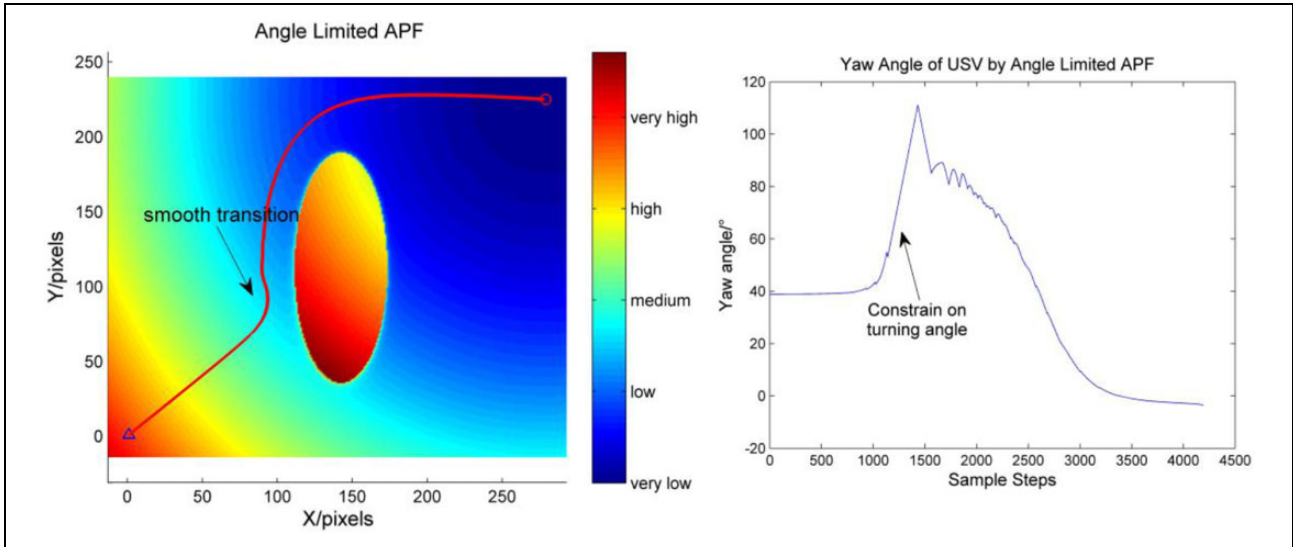 Angle Limited APF
250
200
150
100
50
0
Y/pixels
smooth transition
0
50
100
150
200
250
X/pixels
very high
high
medium
low
very low
Yaw Angle of USV by Angle Limited APF
120
100
80
60
40
20
0
-20
Yaw angle/°
Constrain on
turning angle
0
500
1000
1500
2000
2500
3000
3500
4000
4500
Sample Steps